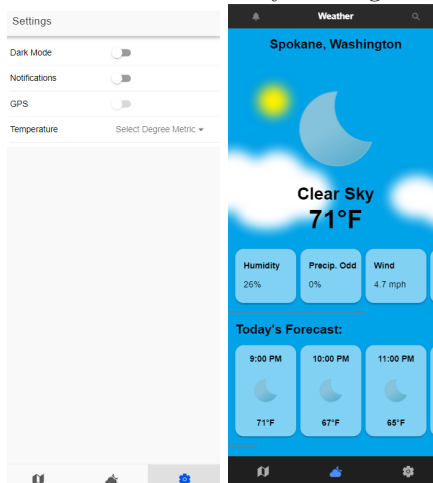 Settings
Dark Mode
Notifications
GPS
Temperature Select Degree Metric
Weather
Spokane, Washington
Clear Sky
71°F
Humidity Precip. Odd Wind
26% 0% 4.7 mph
Today's Forecast:
9:00 PM 10:00 PM 11:00 PM
71°F 67°F 65°F